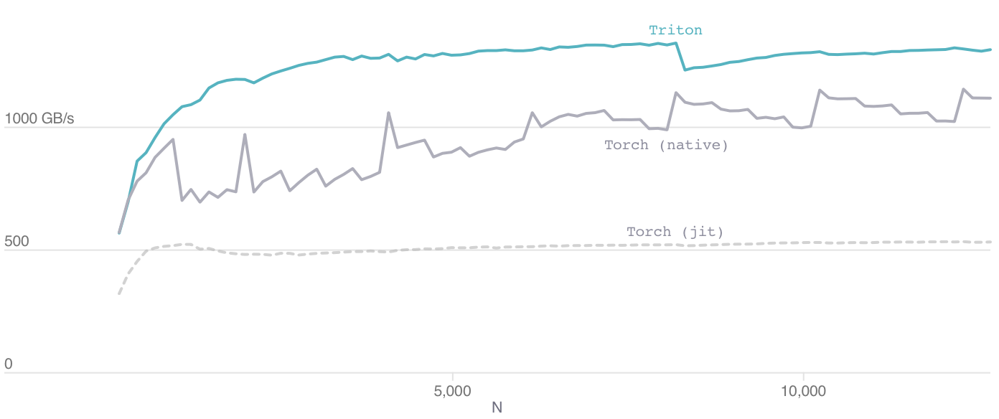 Triton
1000 GB/s
Torch (native)
Torch (jit)
500
0
5,000
10,000
N